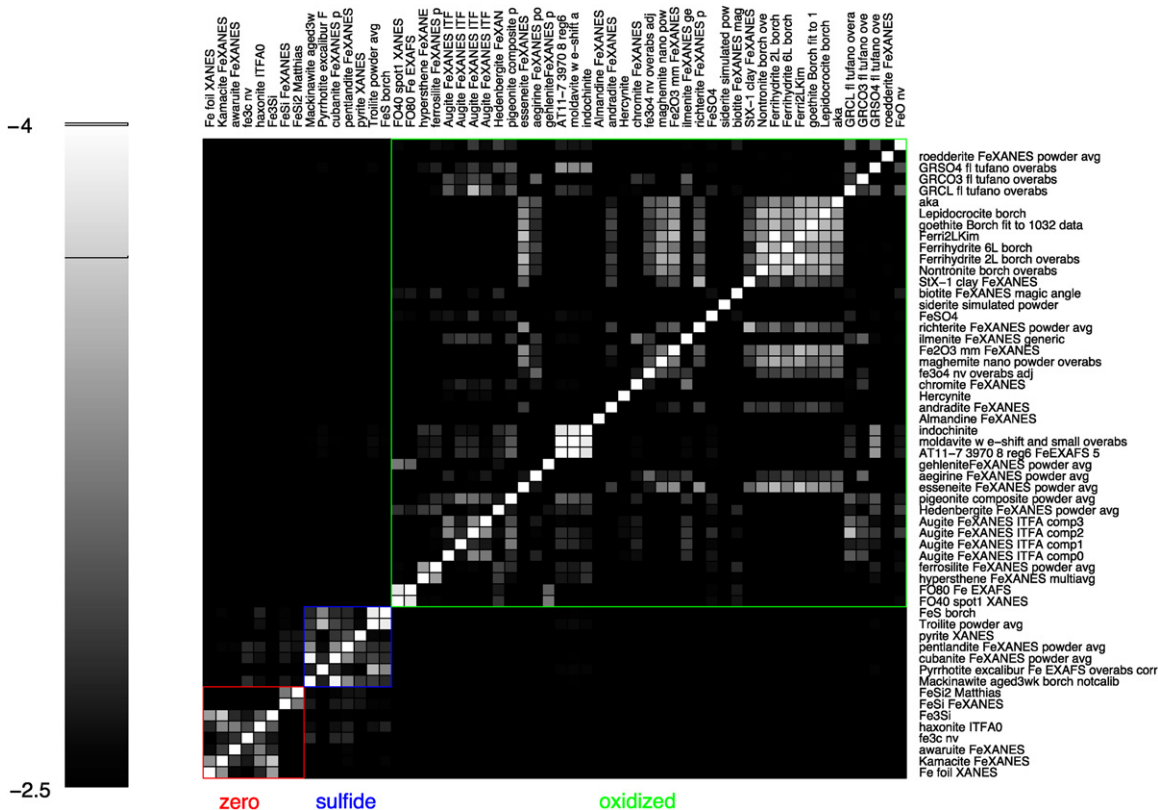 Fe foil XANES
Kamacite FeXANES
awaruite FeXANES
fe3c nv
haxonite ITFA0
Fe3Si
FeSi FeXANES
FeSi2 Matthias
Mackinawite aged3w
Pyrrhotite excalibur F
cubanite FeXANES p
pentlandite FeXANES
pyrite XANES
Troilite powder avg
FeS borch
FO40 spot1 XANES
FO80 Fe EXAFS
hypersthene FeXANE
ferrosilite FeXANES p
Augite FeXANES ITF
Augite FeXANES ITF
Augite FeXANES ITF
Augite FeXANES ITF
Hedenbergite FeXAN
pigeonite composite p
esseneite FeXANES
aegirine FeXANES po
gehleniteFeXANES p
AT11-7 3970 8 reg6
moldavite w e-shift a
indochinite
Almandine FeXANES
andradite FeXANES
Hercynite
chromite FeXANES
fe3o4 nv overabs adj
maghemite nano pow
Fe2O3 mm FeXANES
ilmenite FeXANES ge
richterite FeXANES p
FeSO4
siderite simulated pow
biotite FeXANES mag
StX-1 clay FeXANES
Nontronite borch ove
Ferrihydrite 2L borch
Ferrihydrite 6L borch
Ferri2LKim
goethite Borch fit to 1
Lepidocrocite borch
aka
GRCL fl tufano overa
GRCO3 fl tufano ove
GRSO4 fl tufano ove
roedderite FeXANES
FeO nv
-4
-2.5
roedderite FeXANES powder avg
GRSO4 fl tufano overabs
GRCO3 fl tufano overabs
GRCL fl tufano overabs
aka
Lepidocrocite borch
goethite Borch fit to 1032 data
Ferri2LKim
Ferrihydrite 6L borch
Ferrihydrite 2L borch overabs
Nontronite borch overabs
StX-1 clay FeXANES
biotite FeXANES magic angle
siderite simulated powder
FeSO4
richterite FeXANES powder avg
ilmenite FeXANES generic
Fe2O3 mm FeXANES
maghemite nano powder overabs
fe3o4 nv overabs adj
chromite FeXANES
Hercynite
andradite FeXANES
Almandine FeXANES
indochinite
moldavite w e-shift and small overabs
AT11-7 3970 8 reg6 FeEXAFS 5
gehleniteFeXANES powder avg
aegirine FeXANES powder avg
esseneite FeXANES powder avg
pigeonite composite powder avg
Hedenbergite FeXANES powder avg
Augite FeXANES ITFA comp3
Augite FeXANES ITFA comp2
Augite FeXANES ITFA comp1
Augite FeXANES ITFA comp0
ferrosilite FeXANES powder avg
hypersthene FeXANES multiavg
FO80 Fe EXAFS
FO40 spot1 XANES
FeS borch
Troilite powder avg
pyrite XANES
pentlandite FeXANES powder avg
cubanite FeXANES powder avg
Pyrrhotite excalibur Fe EXAFS overabs corr
Mackinawite aged3wk borch notcalib
FeSi2 Matthias
FeSi FeXANES
Fe3Si
haxonite ITFA0
fe3c nv
awaruite FeXANES
Kamacite FeXANES
Fe foil XANES
zero sulfide oxidized